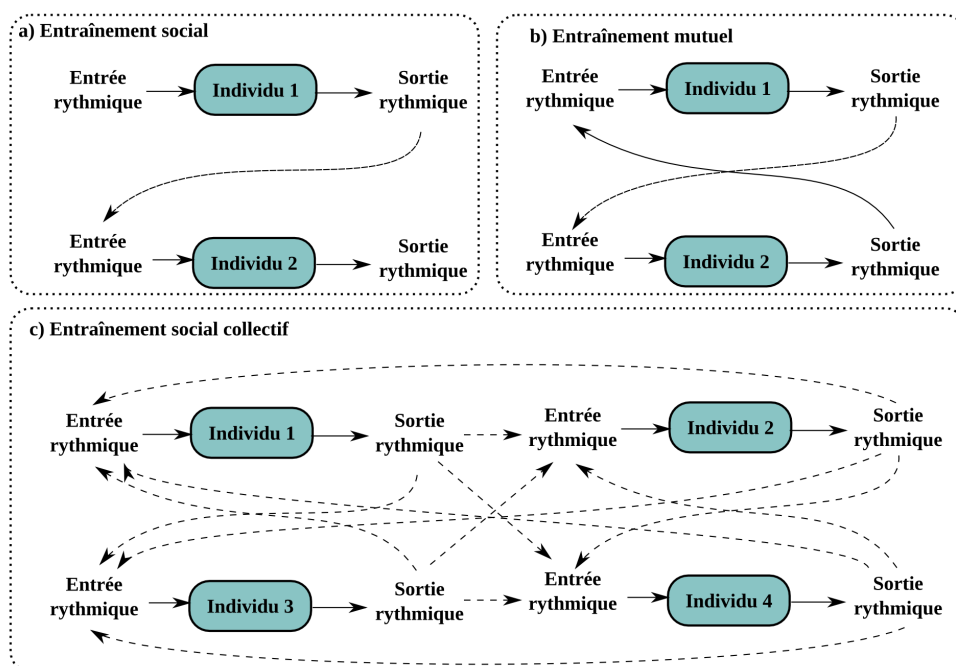 a) Entraînement social
Entrée
rythmique
Individu 1
Sortie
rythmique
Entrée
rythmique
Individu 2
Sortie
rythmique
b) Entraînement mutuel
Entrée
rythmique
Individu 1
Sortie
rythmique
Entrée
rythmique
Individu 2
Sortie
rythmique
c) Entraînement social collectif
Entrée
rythmique
Individu 1
Sortie
rythmique
Entrée
rythmique
Individu 2
Sortie
rythmique
Entrée
rythmique
Individu 3
Sortie
rythmique
Entrée
rythmique
Individu 4
Sortie
rythmique